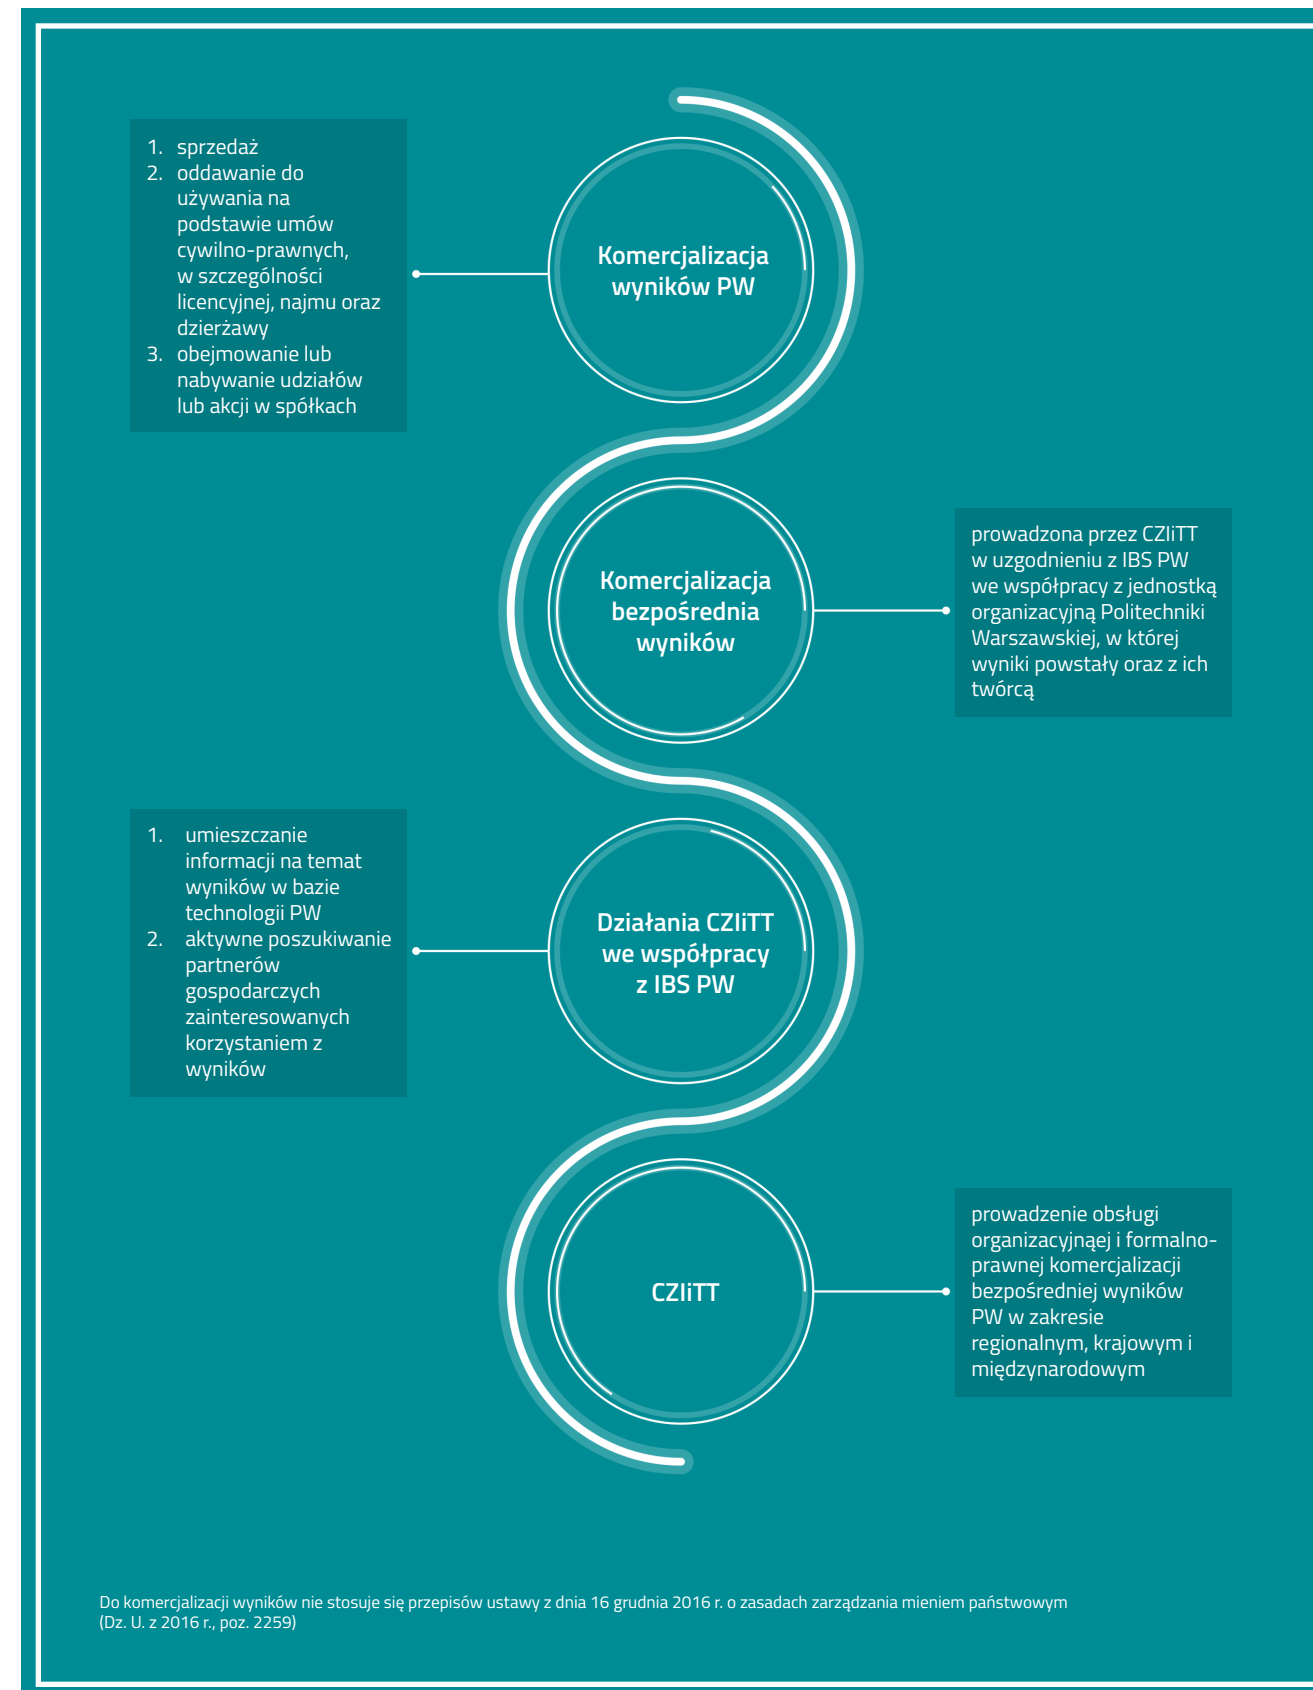 1. sprzedaż
2. oddawanie do
używania na
podstawie umów
cywilno-prawnych,
w szczególności
licencyjnej, najmu oraz
dzierżawy
3. obejmowanie lub
nabywanie udziałów
lub akcji w spółkach
Komercjalizacja
wyników PW
Komercjalizacja
bezpośrednia
wyników
prowadzona przez CZIiTT
w uzgodnieniu z IBS PW
we współpracy z jednostką
organizacyjną Politechniki
Warszawskiej, w której
wyniki powstały oraz z ich
twórcą
1. umieszczanie
informacji na temat
wyników w bazie
technologii PW
2. aktywne poszukiwanie
partnerów
gospodarczych
zainteresowanych
korzystaniem z
wyników
Działania CZIiTT
we współpracy
z IBS PW
CZIiTT
prowadzenie obsługi
organizacyjnąej i formalno-
prawnej komercjalizacji
bezpośredniej wyników
PW w zakresie
regionalnym, krajowym i
międzynarodowym
Do komercjalizacji wyników nie stosuje się przepisów ustawy z dnia 16 grudnia 2016 r. o zasadach zarządzania mieniem państwowym
(Dz. U. z 2016 r., poz. 2259)